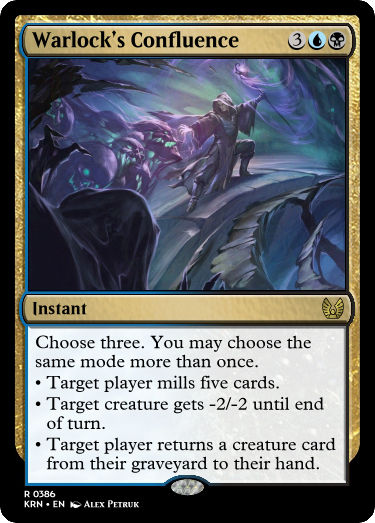 Warlock's Confluence 3
Instant
Choose three. You may choose the
same mode more than once.
• Target player mills five cards.
• Target creature gets -2/-2 until end
of turn.
• Target player returns a creature card
from their graveyard to their hand.
R 0386
KRN • EN Alex Petruk